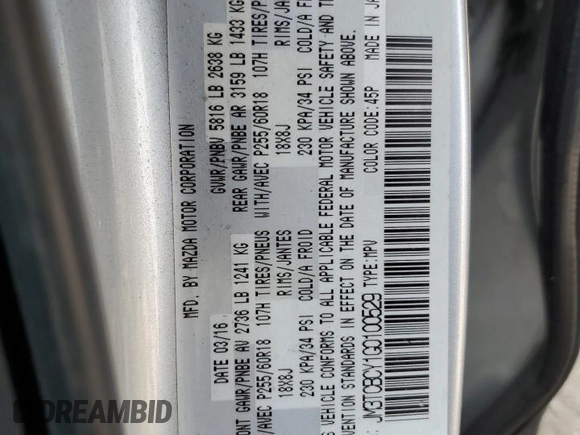 MFD. BY MAZDA MOTOR CORPORATION
DATE 03/16 GVWR/PNBV 5816 LB 2638 KG
ONT GAWR/PNBE AV 2736 LB 1241 KG REAR GAWR/PNBE AR 3159 LB 1433 KG
/AVEC P255/60R18 107H TIRES/PNEUS WITH/AVEC P255/60R18 107H TIRES/P
18X8J RIMS/JANTES 18X8J RIMS/JAN
230 KPA/34 PSI COLD/A FROID 230 KPA/34 PSI COLD/A FR
S VEHICLE CONFORMS TO ALL APPLICABLE FEDERAL MOTOR VEHICLE SAFETY AND T
VENTION STANDARDS IN EFFECT ON THE DATE OF MANUFACTURE SHOWN ABOVE.
JM3TCBCY1G0100529 TYPE: MPV COLOR CODE: 45P MADE IN JA
DREAMBID